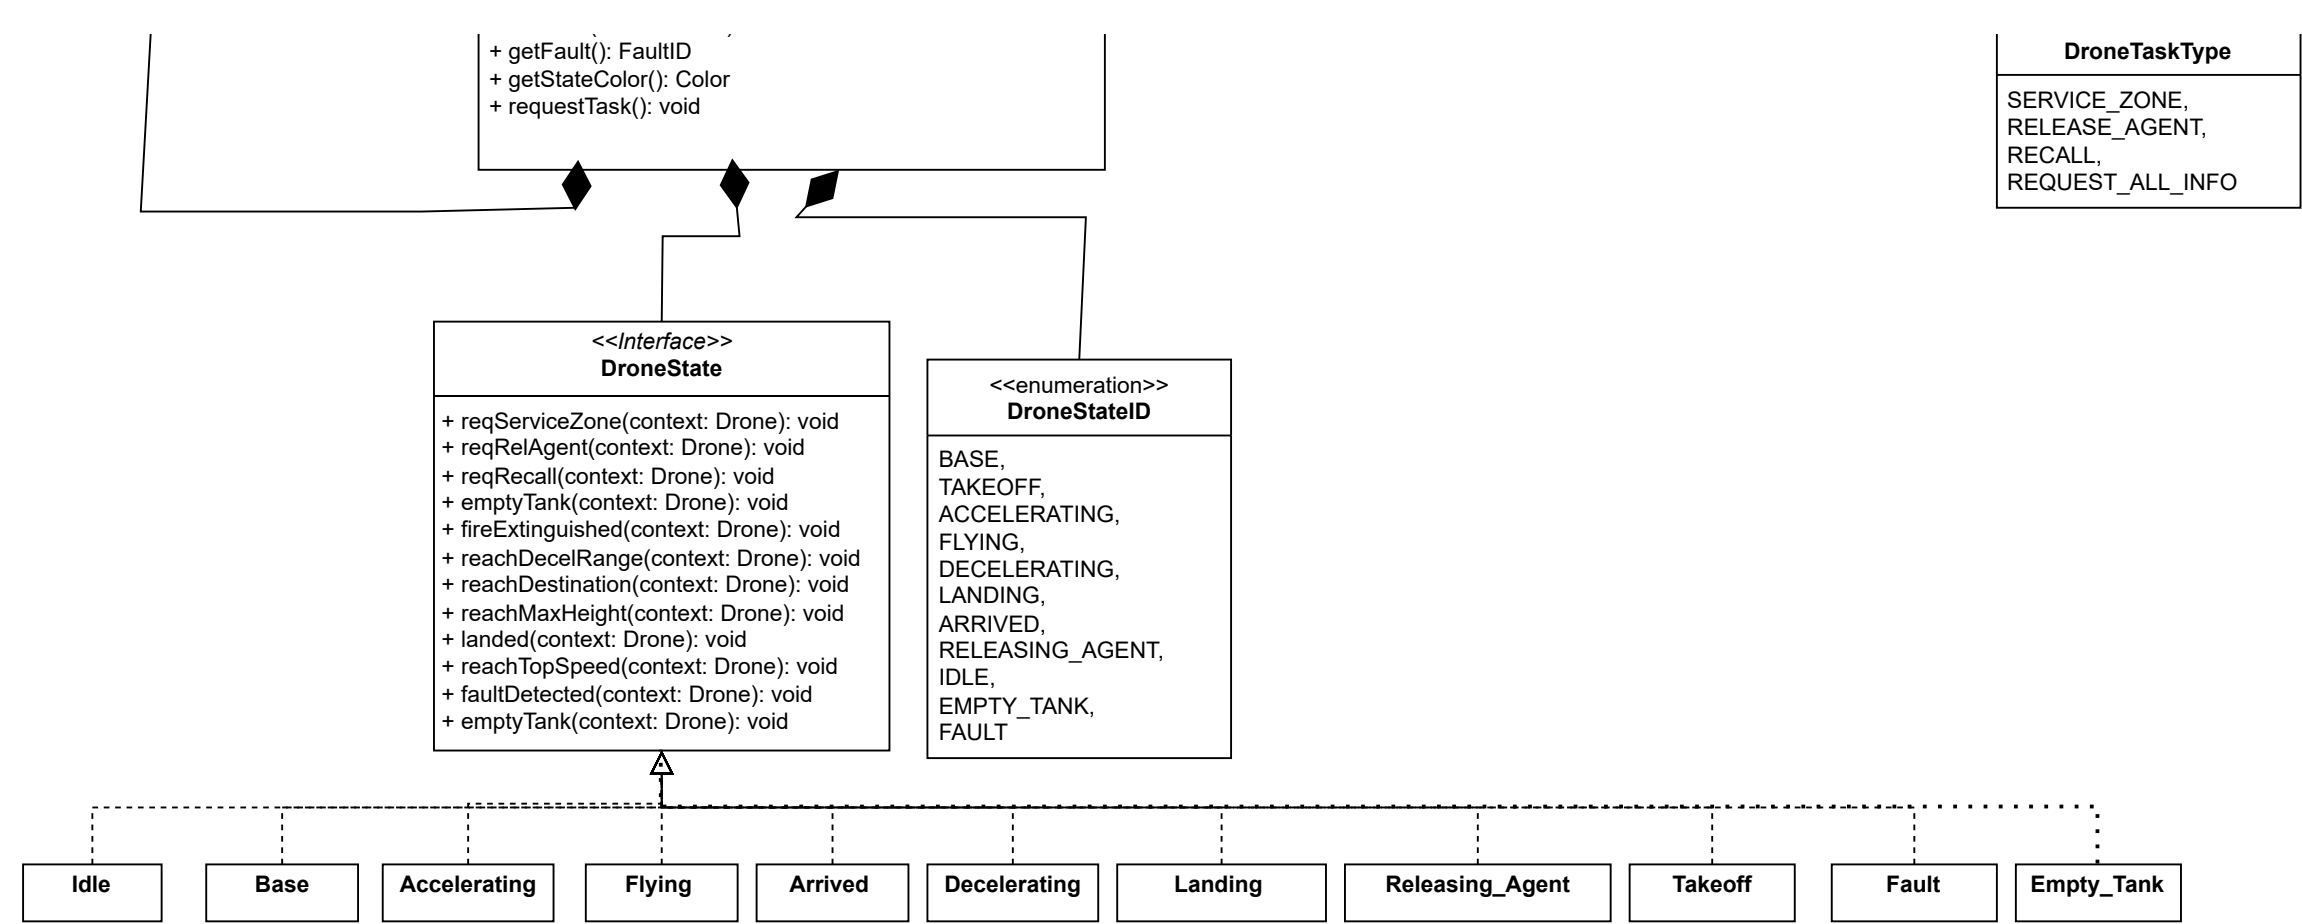 + getFault(): FaultID
+ getStateColor(): Color
+ requestTask(): void
DroneTaskType
SERVICE_ZONE,
RELEASE_AGENT,
RECALL,
REQUEST_ALL_INFO
<<Interface>>
DroneState
+ reqServiceZone(context: Drone): void
+ reqRelAgent(context: Drone): void
+ reqRecall(context: Drone): void
+ emptyTank(context: Drone): void
+ fireExtinguished(context: Drone): void
+ reachDecelRange(context: Drone): void
+ reachDestination(context: Drone): void
+ reachMaxHeight(context: Drone): void
+ landed(context: Drone): void
+ reachTopSpeed(context: Drone): void
+ faultDetected(context: Drone): void
+ emptyTank(context: Drone): void
<<enumeration>>
DroneStateID
BASE,
TAKEOFF,
ACCELERATING,
FLYING,
DECELERATING,
LANDING,
ARRIVED,
RELEASING_AGENT,
IDLE,
EMPTY_TANK,
FAULT
Idle
Base
Accelerating
Flying
Arrived
Decelerating
Landing
Releasing_Agent
Takeoff
Fault
Empty_Tank